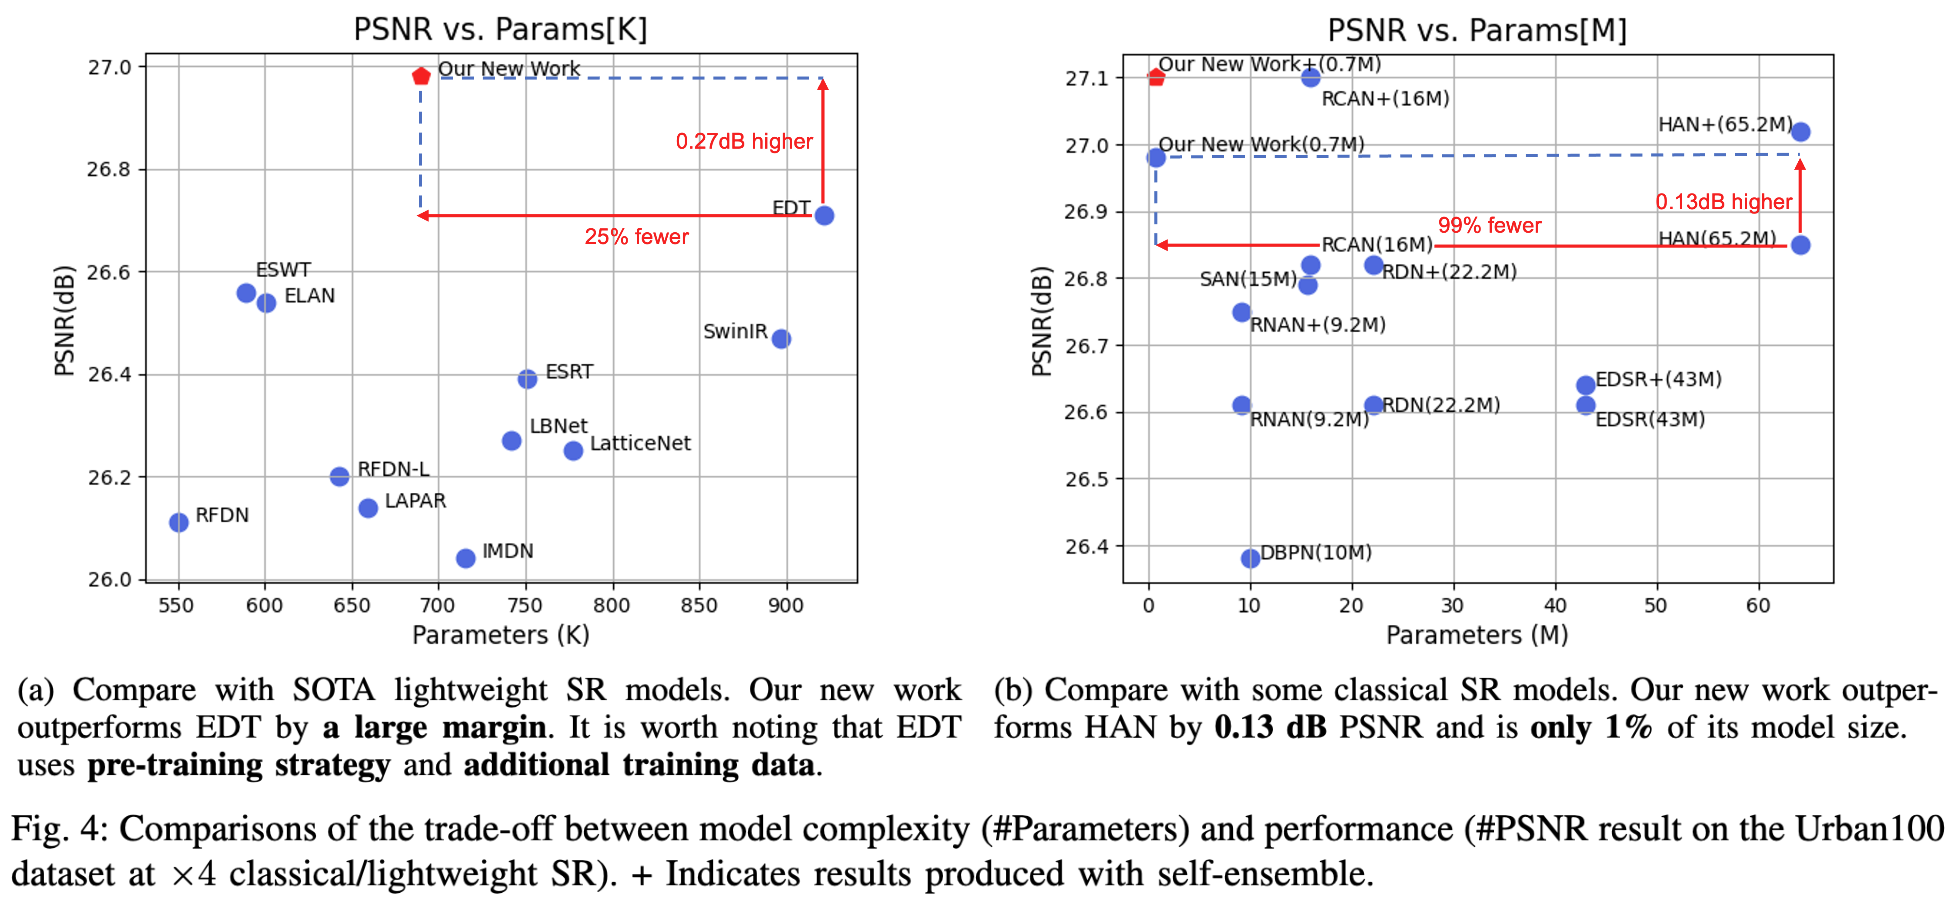 PSNR vs. Params[K]
27.0
26.8
26.6
26.4
26.2
26.0
PSNR(dB)
Our New Work
0.27dB higher
EDT
25% fewer
ESWT
ELAN
SwinIR
ESRT
LBNet
LatticeNet
RFDN-L
LAPAR
RFDN
IMDN
550 600 650 700 750 800 850 900
Parameters (K)
PSNR vs. Params[M]
27.1
27.0
26.9
26.8
26.7
26.6
26.5
26.4
PSNR(dB)
Our New Work+(0.7M)
RCAN+(16M)
HAN+(65.2M)
Our New Work(0.7M)
0.13dB higher
99% fewer
HAN(65.2M)
RCAN(16M)
RDN+(22.2M)
SAN(15M)
RNAN+(9.2M)
EDSR+(43M)
RNAN(9.2M)
RDN(22.2M)
EDSR(43M)
DBPN(10M)
0 10 20 30 40 50 60
Parameters (M)
(a) Compare with SOTA lightweight SR models. Our new work
outperforms EDT by a large margin. It is worth noting that EDT
uses pre-training strategy and additional training data.
(b) Compare with some classical SR models. Our new work outper-
forms HAN by 0.13 dB PSNR and is only 1% of its model size.
Fig. 4: Comparisons of the trade-off between model complexity (#Parameters) and performance (#PSNR result on the Urban100
dataset at ×4 classical/lightweight SR). + Indicates results produced with self-ensemble.